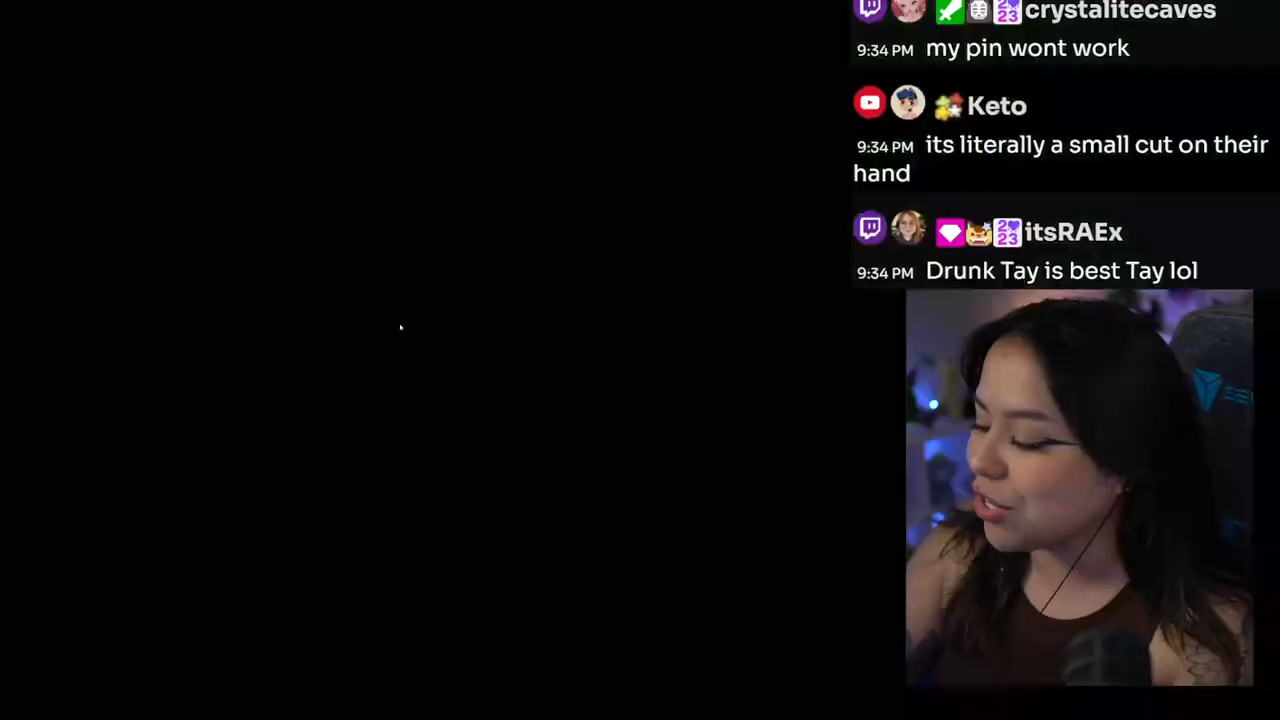 crystalitecaves
9:34 PM my pin wont work
Keto
9:34 PM its literally a small cut on their
hand
2023 itsRAEx
9:34 PM Drunk Tay is best Tay lol